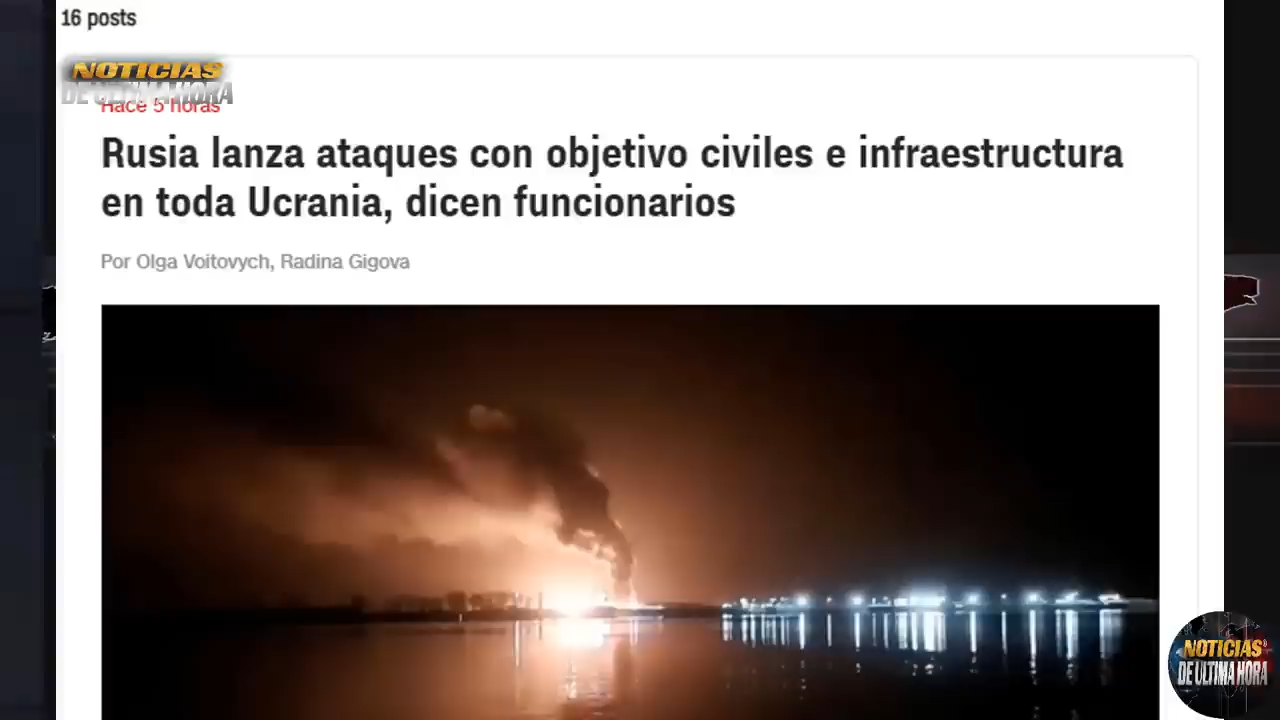 16 posts
NOTICIAS
DE ULTIMA HORA
Hace 5 horas
Rusia lanza ataques con objetivo civiles e infraestructura
en toda Ucrania, dicen funcionarios
Por Olga Voitovych, Radina Gigova
NOTICIAS
DE ULTIMA HORA